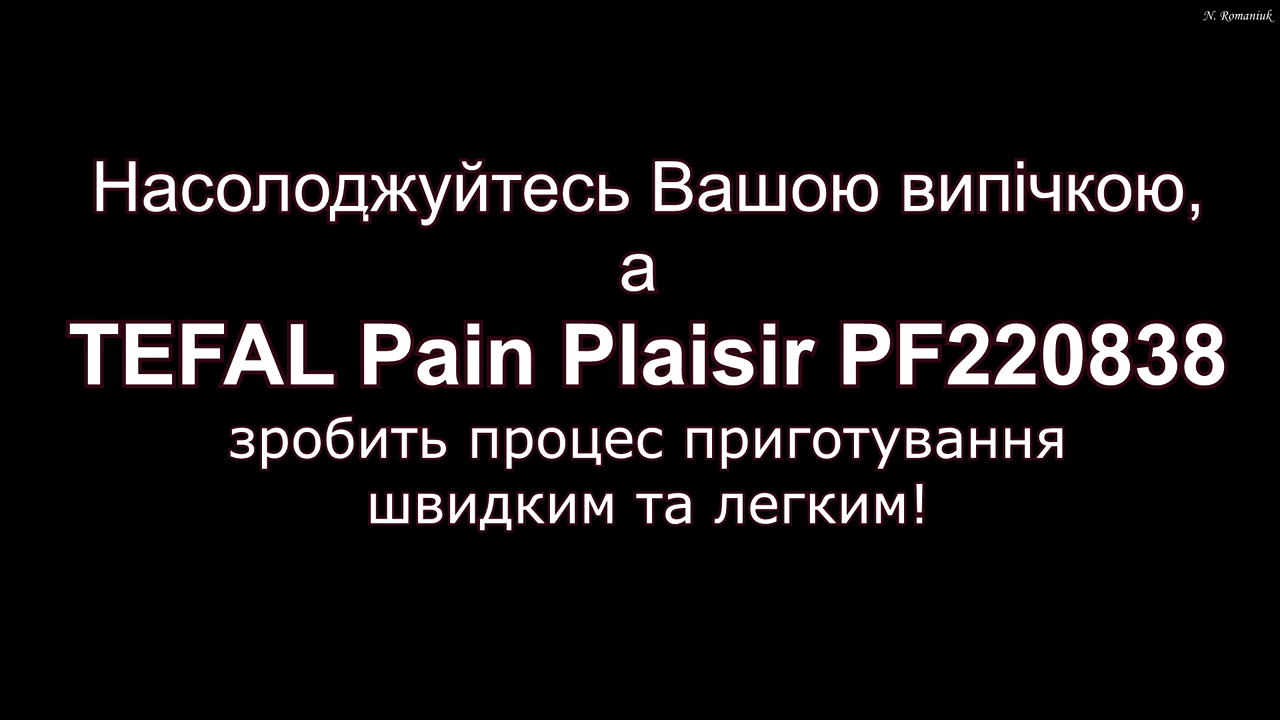 N. Romaniuk
Насолоджуйтесь Вашою випічкою,
а
TEFAL Pain Plaisir PF220838
зробить процес приготування
швидким та легким!